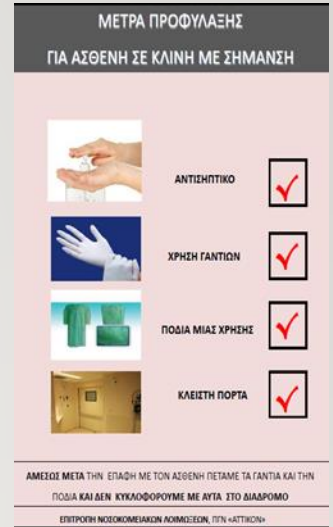 ΜΕΤΡΑ ΠΡΟΦΥΛΑΞΗΣ
ΓΙΑ ΑΣΘΕΝΗ ΣΕ ΚΛΙΝΗ ΜΕ ΣΗΜΑΝΣΗ
ΑΝΤΙΣΗΠΤΙΚΟ
ΧΡΗΣΗ ΓΑΝΤΙΩΝ
ΠΟΔΙΑ ΜΙΑΣ ΧΡΗΣΗΣ
ΚΛΕΙΣΤΗ ΠΟΡΤΑ
ΑΜΕΣΩΣ ΜΕΤΑ ΤΗΝ ΕΠΑΦΗ ΜΕ ΤΟΝ ΑΣΘΕΝΗ ΠΕΤΑΜΕ ΤΑ ΓΑΝΤΙΑ ΚΑΙ ΤΗΝ
ΠΟΔΙΑ ΚΑΙ ΔΕΝ ΚΥΚΛΟΦΟΡΟΥΜΕ ΜΕ ΑΥΤΑ ΣΤΟ ΔΙΑΔΡΟΜΟ
ΕΠΙΤΡΟΠΗ ΝΟΣΟΚΟΜΕΙΑΚΩΝ ΛΟΙΜΩΞΕΩΝ, ΠΓΝ «ΑΤΤΙΚΟΝ»